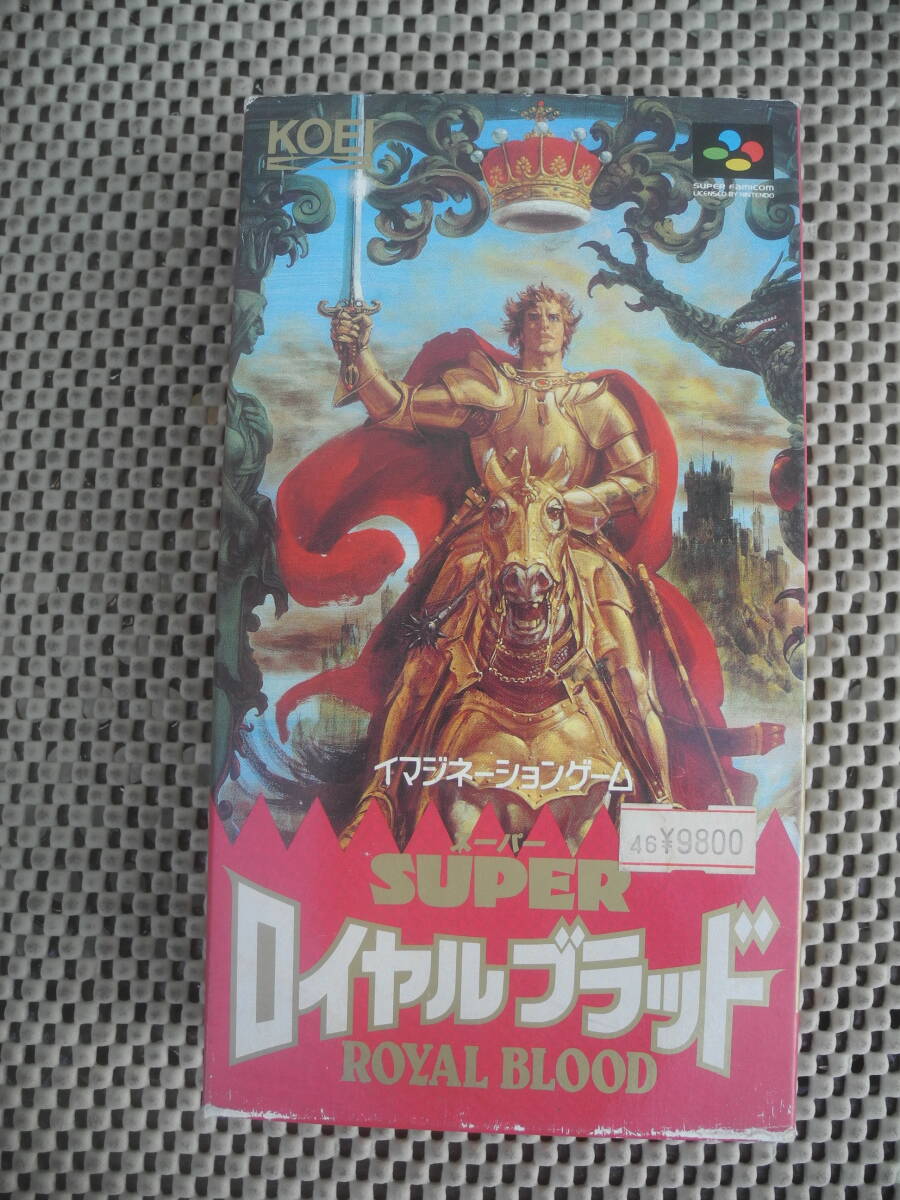 KOEI
SUPER Famicom
LICENSED BY NINTENDO
イマジネーションゲーム
46 ¥9800
スーパー
SUPER
ロイヤルブラッド
ROYAL BLOOD